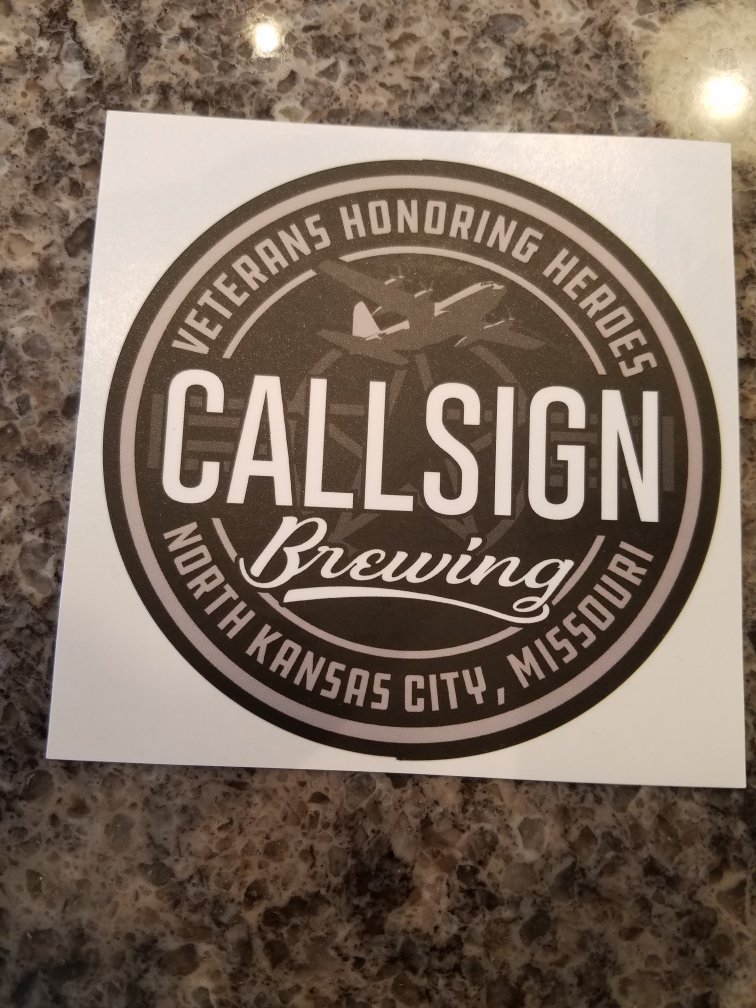 VETERANS HONORING HEROES
CALLSIGN
Brewing
NORTH KANSAS CITY, MISSOURI